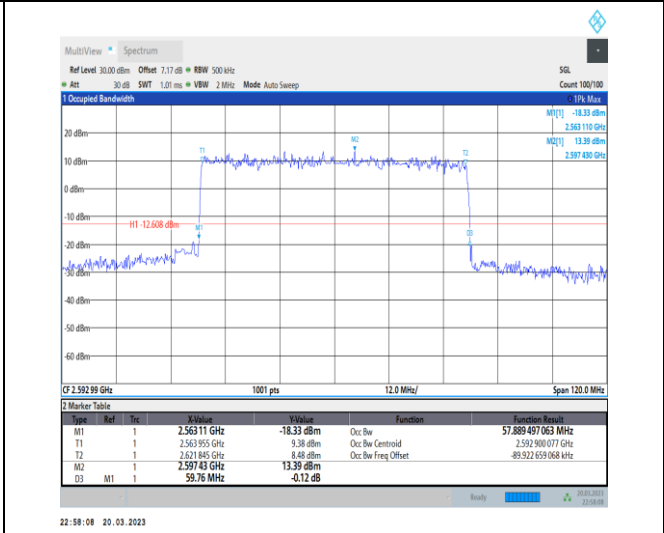 MultiView Spectrum
Ref Level 30.00 dBm Offset 7.17 dB RBW 500 kHz SGL
Att 30 dB SWT 1.01 ms VBW 2 MHz Mode Auto Sweep Count 100/100
1 Occupied Bandwidth 1Pk Max
M1[1] -18.33 dBm
2.563 110 GHz
M2[1] 13.39 dBm
2.597 430 GHz
20 dBm
M2
T1
T2
10 dBm
0 dBm
-10 dBm
H1 -12.608 dBm
M1
D3
-20 dBm
-30 dBm
-40 dBm
-50 dBm
-60 dBm
CF 2.592 99 GHz 1001 pts 12.0 MHz/ Span 120.0 MHz
2 Marker Table
Type Ref Trc X-Value Y-Value Function Function Result
M1 1 2.563 11 GHz -18.33 dBm Occ Bw 57.889 497 063 MHz
T1 1 2.563 955 GHz 9.38 dBm Occ Bw Centroid 2.592 900 077 GHz
T2 1 2.621 845 GHz 8.48 dBm Occ Bw Freq Offset -89.922 659 068 kHz
M2 1 2.597 43 GHz 13.39 dBm
D3 M1 1 59.76 MHz -0.12 dB
Ready 20.03.2023
22:58:08
22:58:08 20.03.2023